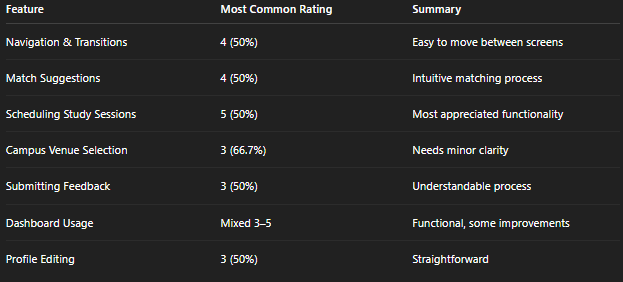 Feature Most Common Rating Summary
Navigation & Transitions 4 (50%) Easy to move between screens
Match Suggestions 4 (50%) Intuitive matching process
Scheduling Study Sessions 5 (50%) Most appreciated functionality
Campus Venue Selection 3 (66.7%) Needs minor clarity
Submitting Feedback 3 (50%) Understandable process
Dashboard Usage Mixed 3–5 Functional, some improvements
Profile Editing 3 (50%) Straightforward